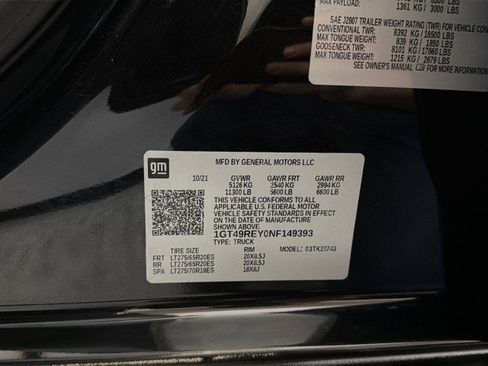 MAX PAYLOAD:
1361 KG / 3000 LBS
SAE J2807 TRAILER WEIGHT RATING (TWR) FOR VEHICLE
CONVENTIONAL TWR: 8392 KG / 18500 LBS
MAX TONGUE WEIGHT: 839 KG / 1850 LBS
GOOSENECK TWR: 8101 KG / 17860 LBS
MAX TONGUE WEIGHT: 1215 KG / 2679 LBS
SEE OWNER'S MANUAL FOR MORE INFORMATION
gm
MFD BY GENERAL MOTORS LLC
10/21 GVWR GAWR FRT GAWR RR
5126 KG 2540 KG 2994 KG
11300 LB 5600 LB 6600 LB
THIS VEHICLE CONFORMS TO ALL
APPLICABLE U.S. FEDERAL MOTOR
VEHICLE SAFETY STANDARDS IN EFFECT ON
THE DATE OF MANUFACTURE SHOWN ABOVE.
1GT49REY0NF149393
TYPE: TRUCK MODEL: 03TK20743
TIRE SIZE RIM
FRT LT275/65R20ES 20X8.5J
RR LT275/65R20ES 20X8.5J
SPA LT275/70R18ES 18X8J